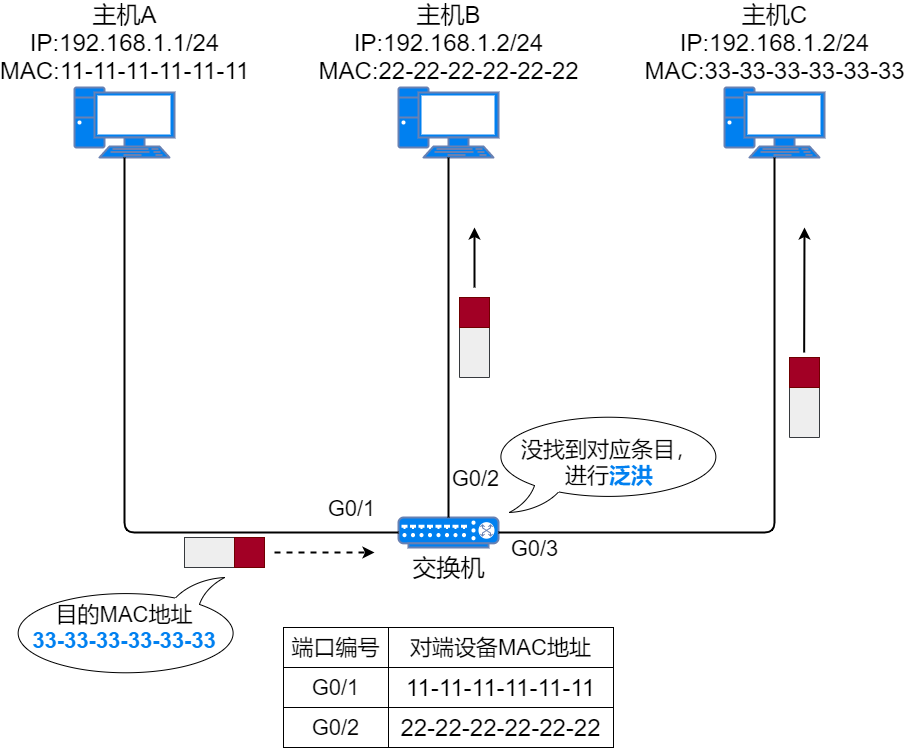 主机A
IP:192.168.1.1/24
MAC:11-11-11-11-11-11
主机B
IP:192.168.1.2/24
MAC:22-22-22-22-22-22
主机C
IP:192.168.1.2/24
MAC:33-33-33-33-33-33
没找到对应条目，
进行泛洪
G0/2
G0/1
G0/3
交换机
目的MAC地址
33-33-33-33-33-33
端口编号 对端设备MAC地址
G0/1 11-11-11-11-11-11
G0/2 22-22-22-22-22-22